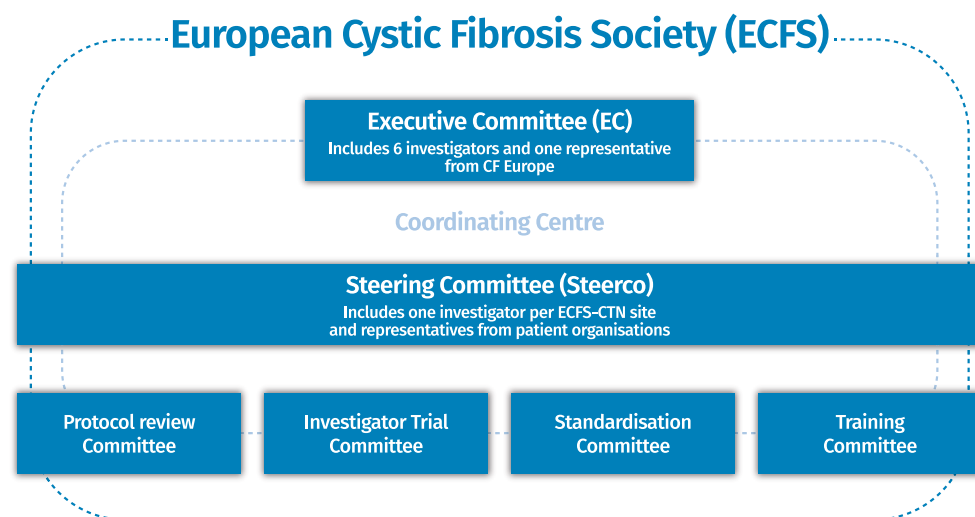 European Cystic Fibrosis Society (ECFS)
Executive Committee (EC)
Includes 6 investigators and one representative
from CF Europe
Coordinating Centre
Steering Committee (Steerco)
Includes one investigator per ECFS-CTN site
and representatives from patient organisations
Protocol review
Committee
Investigator Trial
Committee
Standardisation
Committee
Training
Committee